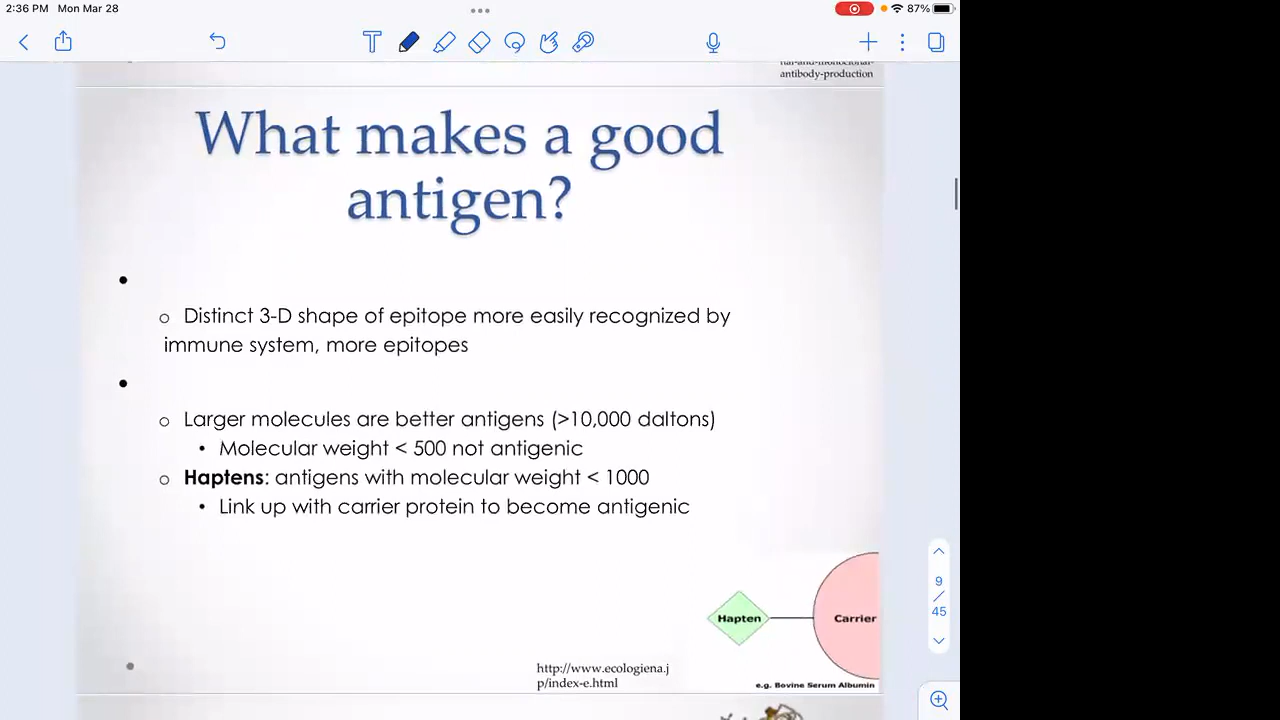 2:36 PM Mon Mar 28
87%
antibody-production
What makes a good
antigen?
Distinct 3-D shape of epitope more easily recognized by
immune system, more epitopes
Larger molecules are better antigens (>10,000 daltons)
Molecular weight < 500 not antigenic
Haptens: antigens with molecular weight < 1000
Link up with carrier protein to become antigenic
Hapten
Carrier
http://www.ecologiena.j
p/index-e.html
e.g. Bovine Serum Albumin
9
/
45